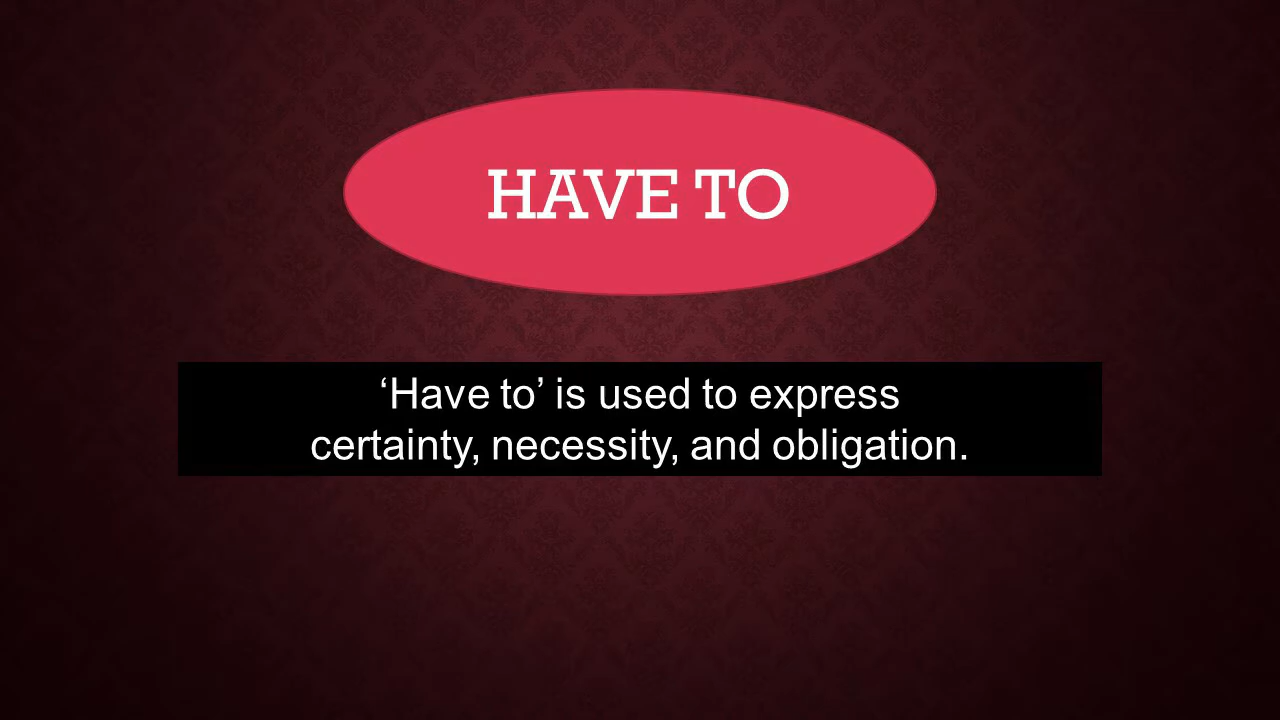 HAVE TO
‘Have to’ is used to express
certainty, necessity, and obligation.